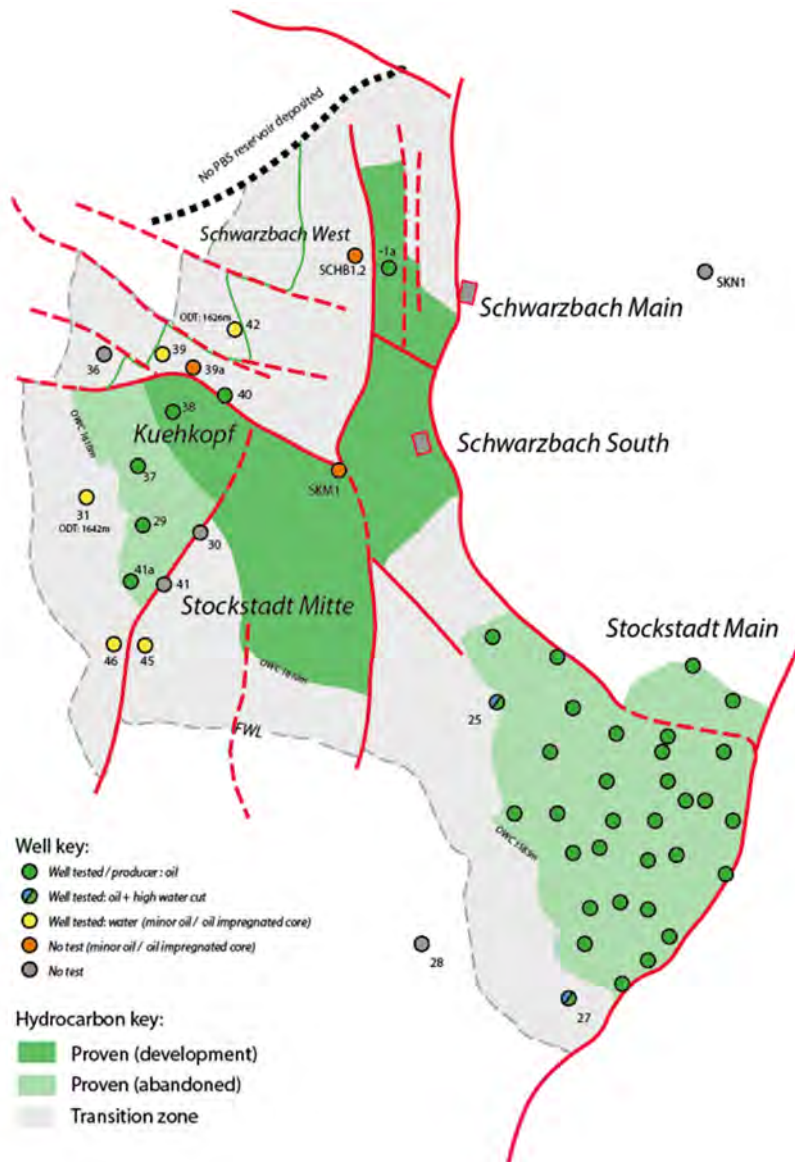 No PBS reservoir deposited
Schwarzbach West
-1a
SCHB1,2
SKN1
Schwarzbach Main
ODT: 1626m
42
39
36
39a
40
38
Kuehkopf
Schwarzbach South
37
SKM1
31
ODT: 1642m
29
30
41a
41
Stockstadt Mitte
Stockstadt Main
46
45
25
FWL
OWC 1583m
28
27
Well key:
Well tested / producer : oil
Well tested: oil + high water cut
Well tested: water (minor oil / oil impregnated core)
No test (minor oil / oil impregnated core)
No test
Hydrocarbon key:
Proven (development)
Proven (abandoned)
Transition zone